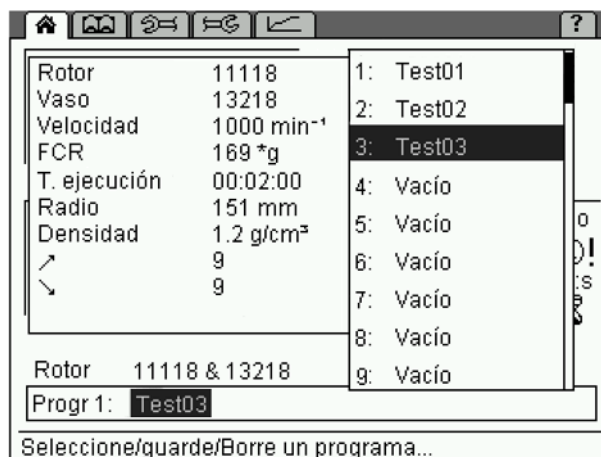 ?
Rotor 11118
Vaso 13218
Velocidad 1000 min⁻¹
FCR 169 *g
T. ejecución 00:02:00
Radio 151 mm
Densidad 1.2 g/cm³
↗ 9
↘ 9
1: Test01
2: Test02
3: Test03
4: Vacío
5: Vacío
6: Vacío
7: Vacío
8: Vacío
9: Vacío
Rotor 11118 & 13218
Progr 1: Test03
Seleccione/guarde/Borre un programa...